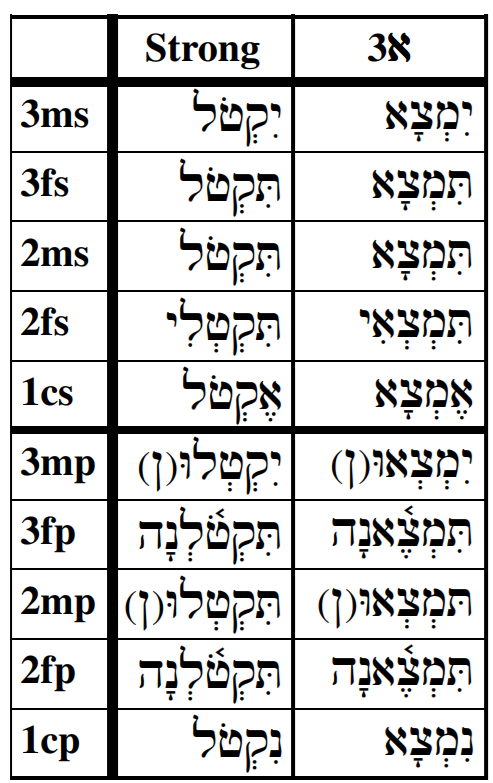 Strong 3א
3ms יִקְטֹל יִמְצָא
3fs תִּקְטֹל תִּמְצָא
2ms תִּקְטֹל תִּמְצָא
2fs תִּקְטְלִי תִּמְצְאִי
1cs אֶקְטֹל אֶמְצָא
3mp יִקְטְלוּ(ן) יִמְצְאוּ(ן)
3fp תִּקְטֹ֫לְנָה תִּמְצֶ֫אנָה
2mp תִּקְטְלוּ(ן) תִּמְצְאוּ(ן)
2fp תִּקְטֹ֫לְנָה תִּמְצֶ֫אנָה
1cp נִקְטֹל נִמְצָא